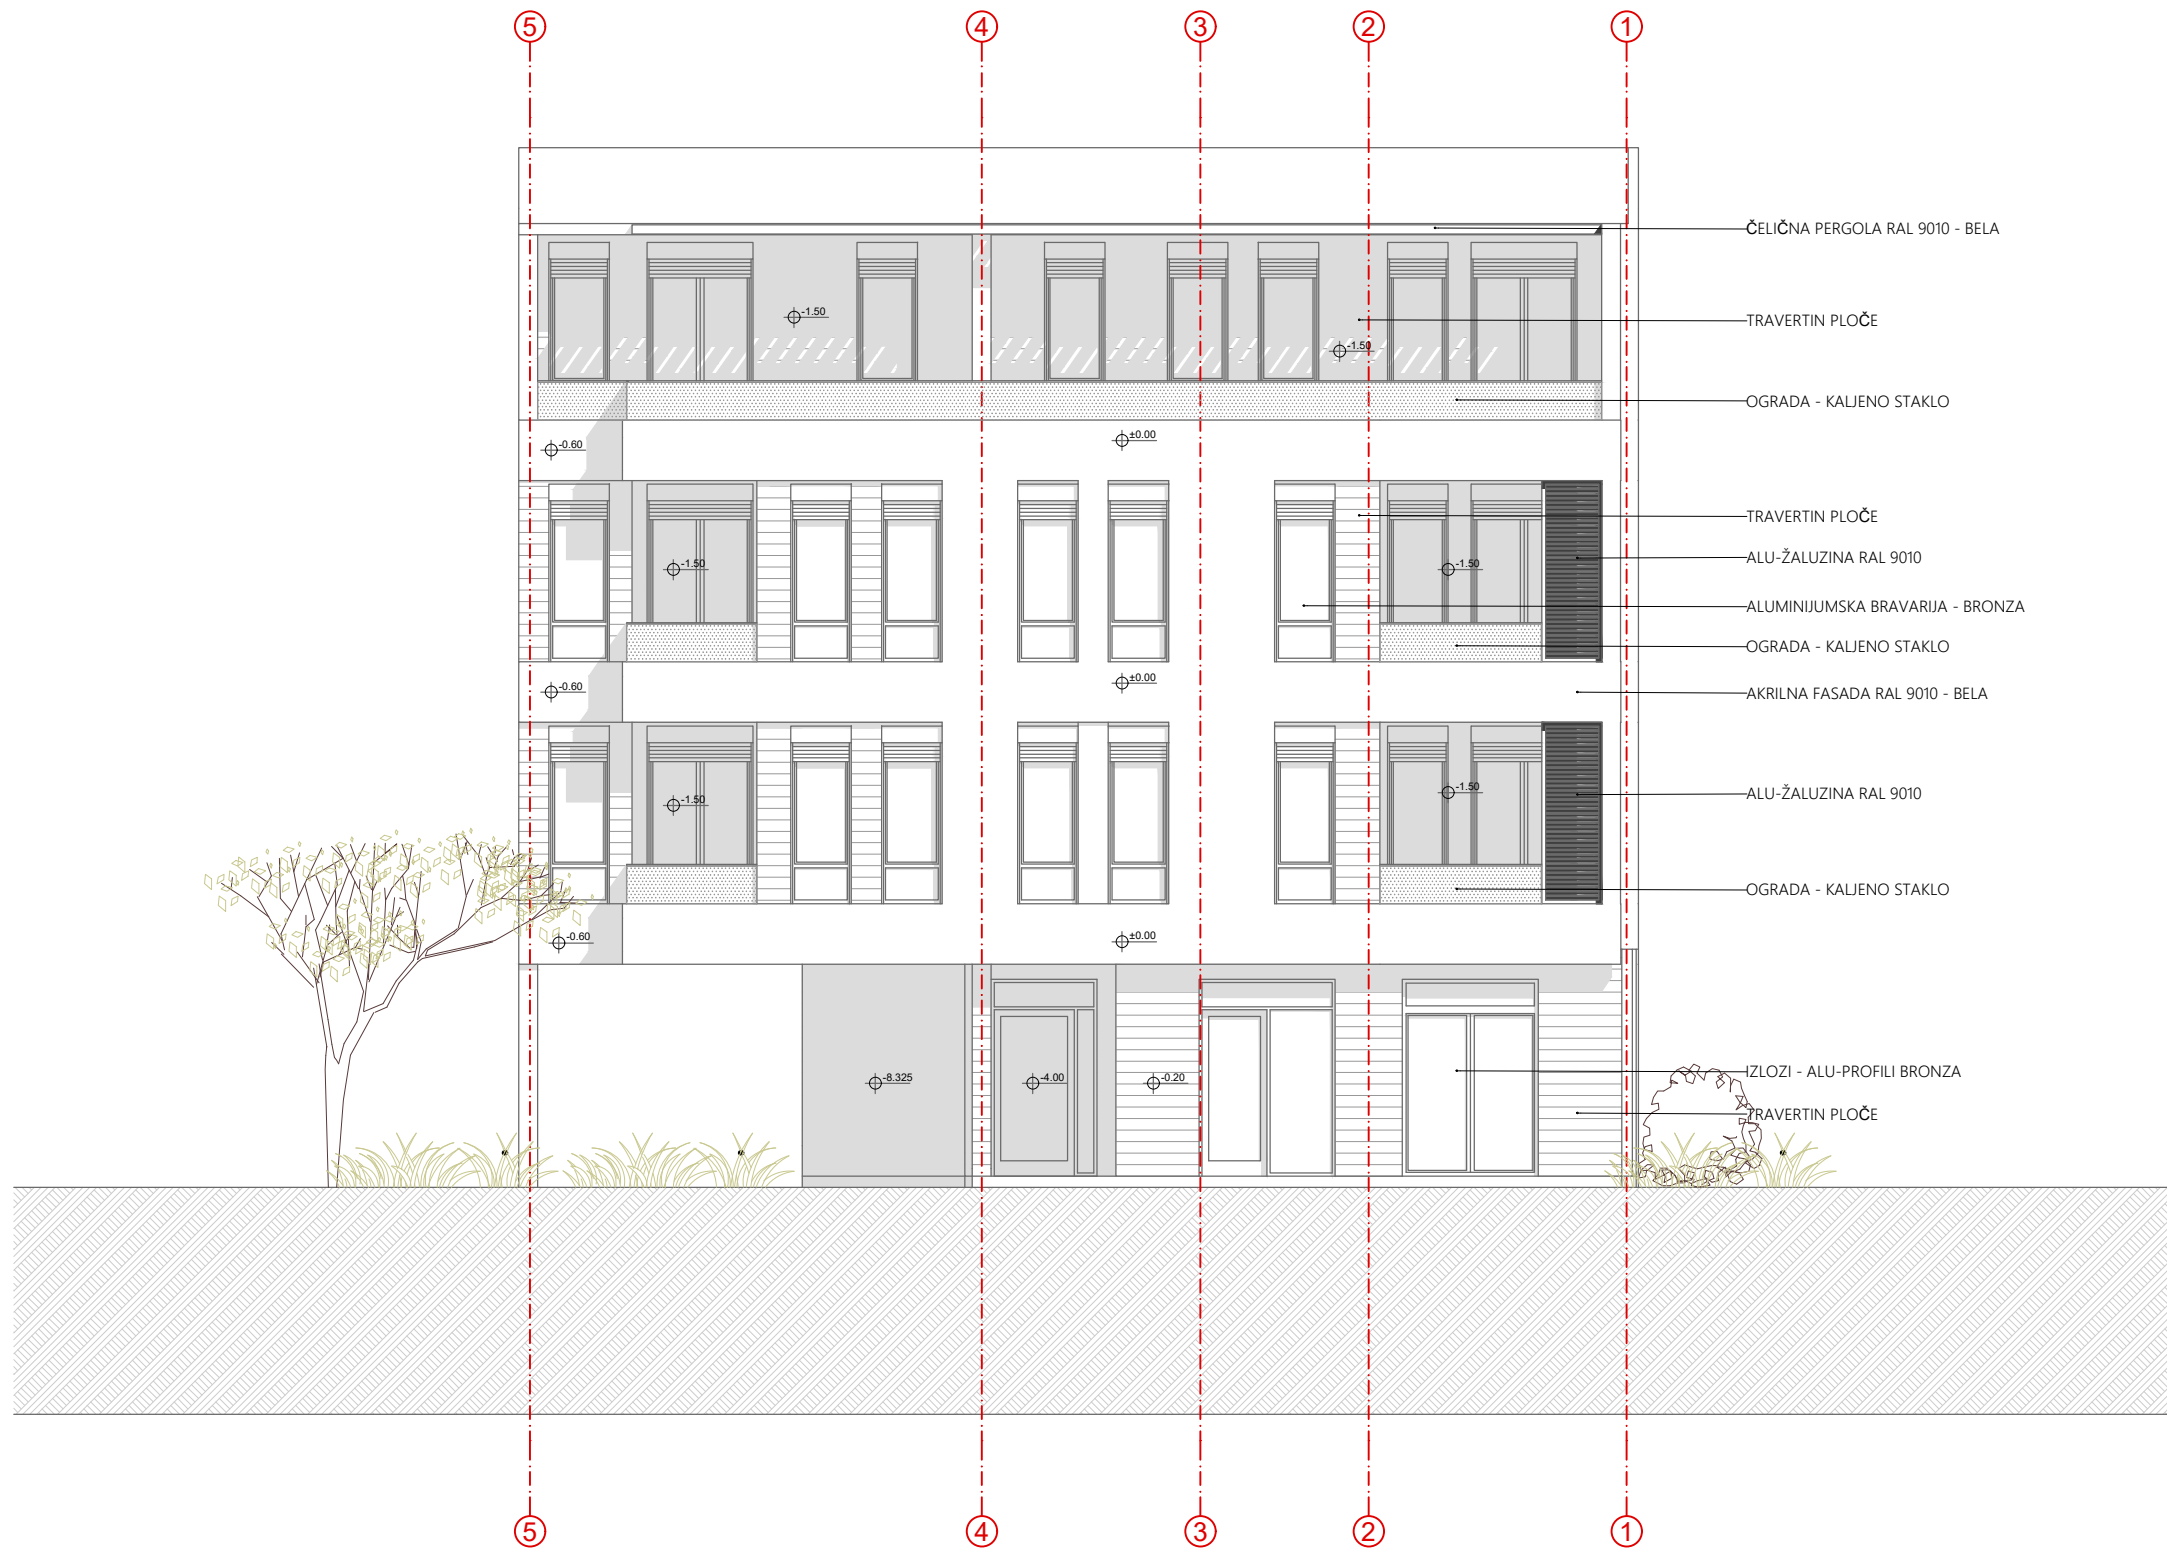 5 4 3 2 1
ČELIČNA PERGOLA RAL 9010 - BELA
-1.50
TRAVERTIN PLOČE
-1.50
OGRADA - KALJENO STAKLO
±0.00
-0.60
TRAVERTIN PLOČE
ALU-ŽALUZINA RAL 9010
-1.50 -1.50
ALUMINIJUMSKA BRAVARIJA - BRONZA
OGRADA - KALJENO STAKLO
±0.00
-0.60
AKRILNA FASADA RAL 9010 - BELA
-1.50
ALU-ŽALUZINA RAL 9010
-1.50
OGRADA - KALJENO STAKLO
-0.60 ±0.00
IZLOZI - ALU-PROFILI BRONZA
-8.325 -4.00 -0.20
TRAVERTIN PLOČE
5 4 3 2 1